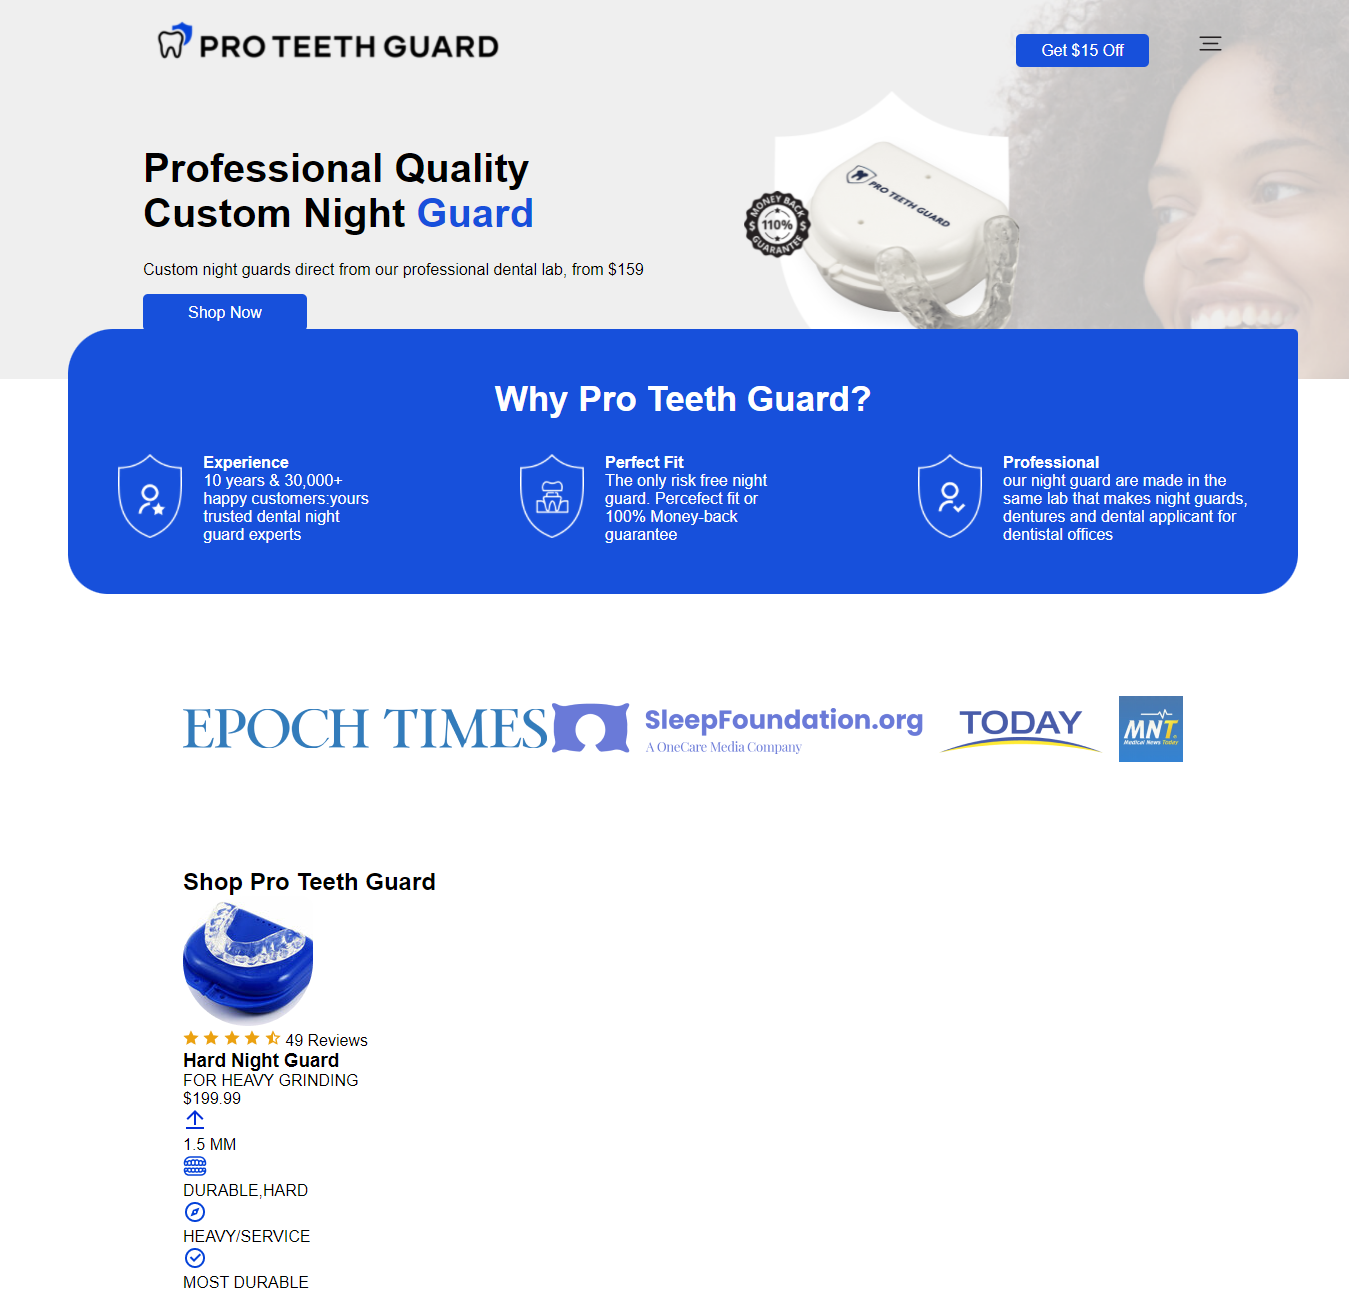 PRO TEETH GUARD
Get $15 Off
Professional Quality
Custom Night Guard
Custom night guards direct from our professional dental lab, from $159
Shop Now
MONEY BACK
$ 110% $
GUARANTEE
PRO TEETH GUARD
Why Pro Teeth Guard?
Experience
10 years & 30,000+
happy customers:yours
trusted dental night
guard experts
Perfect Fit
The only risk free night
guard. Percefect fit or
100% Money-back
guarantee
Professional
our night guard are made in the
same lab that makes night guards,
dentures and dental applicant for
dentistal offices
EPOCH TIMES
SleepFoundation.org
A OneCare Media Company
TODAY
MNT
Medical News Today
Shop Pro Teeth Guard
49 Reviews
Hard Night Guard
FOR HEAVY GRINDING
$199.99
1.5 MM
DURABLE,HARD
HEAVY/SERVICE
MOST DURABLE